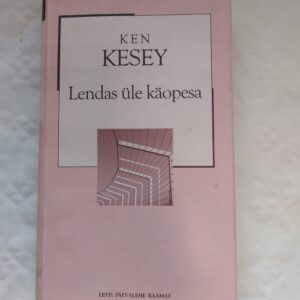 KEN
KESEY
Lendas üle käopesa
EESTI PÄEVALEHE RAAMAT